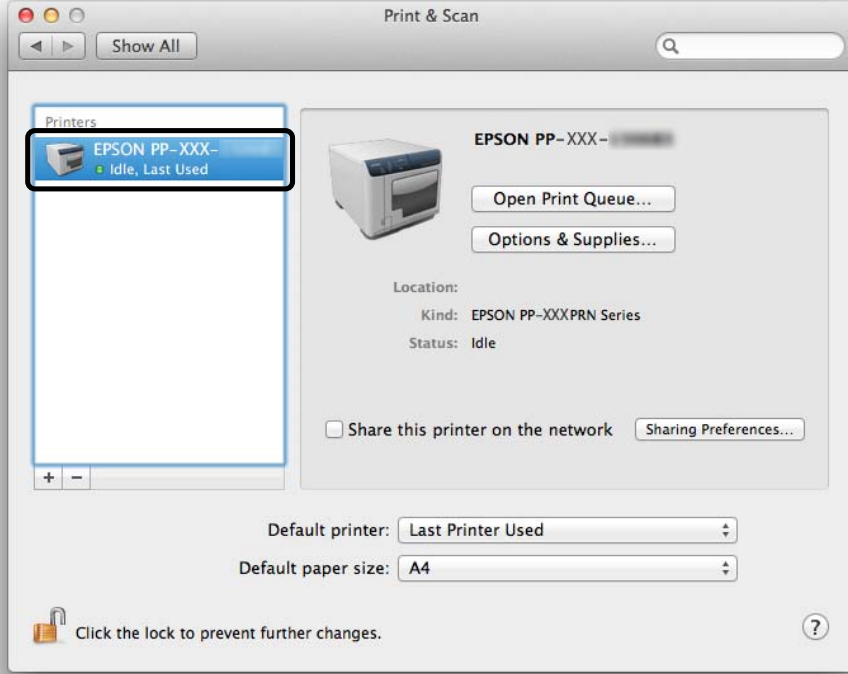 Print & Scan
Show All
Printers
EPSON PP-XXX-
Idle, Last Used
EPSON PP-XXX-
Open Print Queue...
Options & Supplies...
Location:
Kind: EPSON PP-XXXPRN Series
Status: Idle
Share this printer on the network Sharing Preferences...
+ −
Default printer: Last Printer Used
Default paper size: A4
Click the lock to prevent further changes. ?